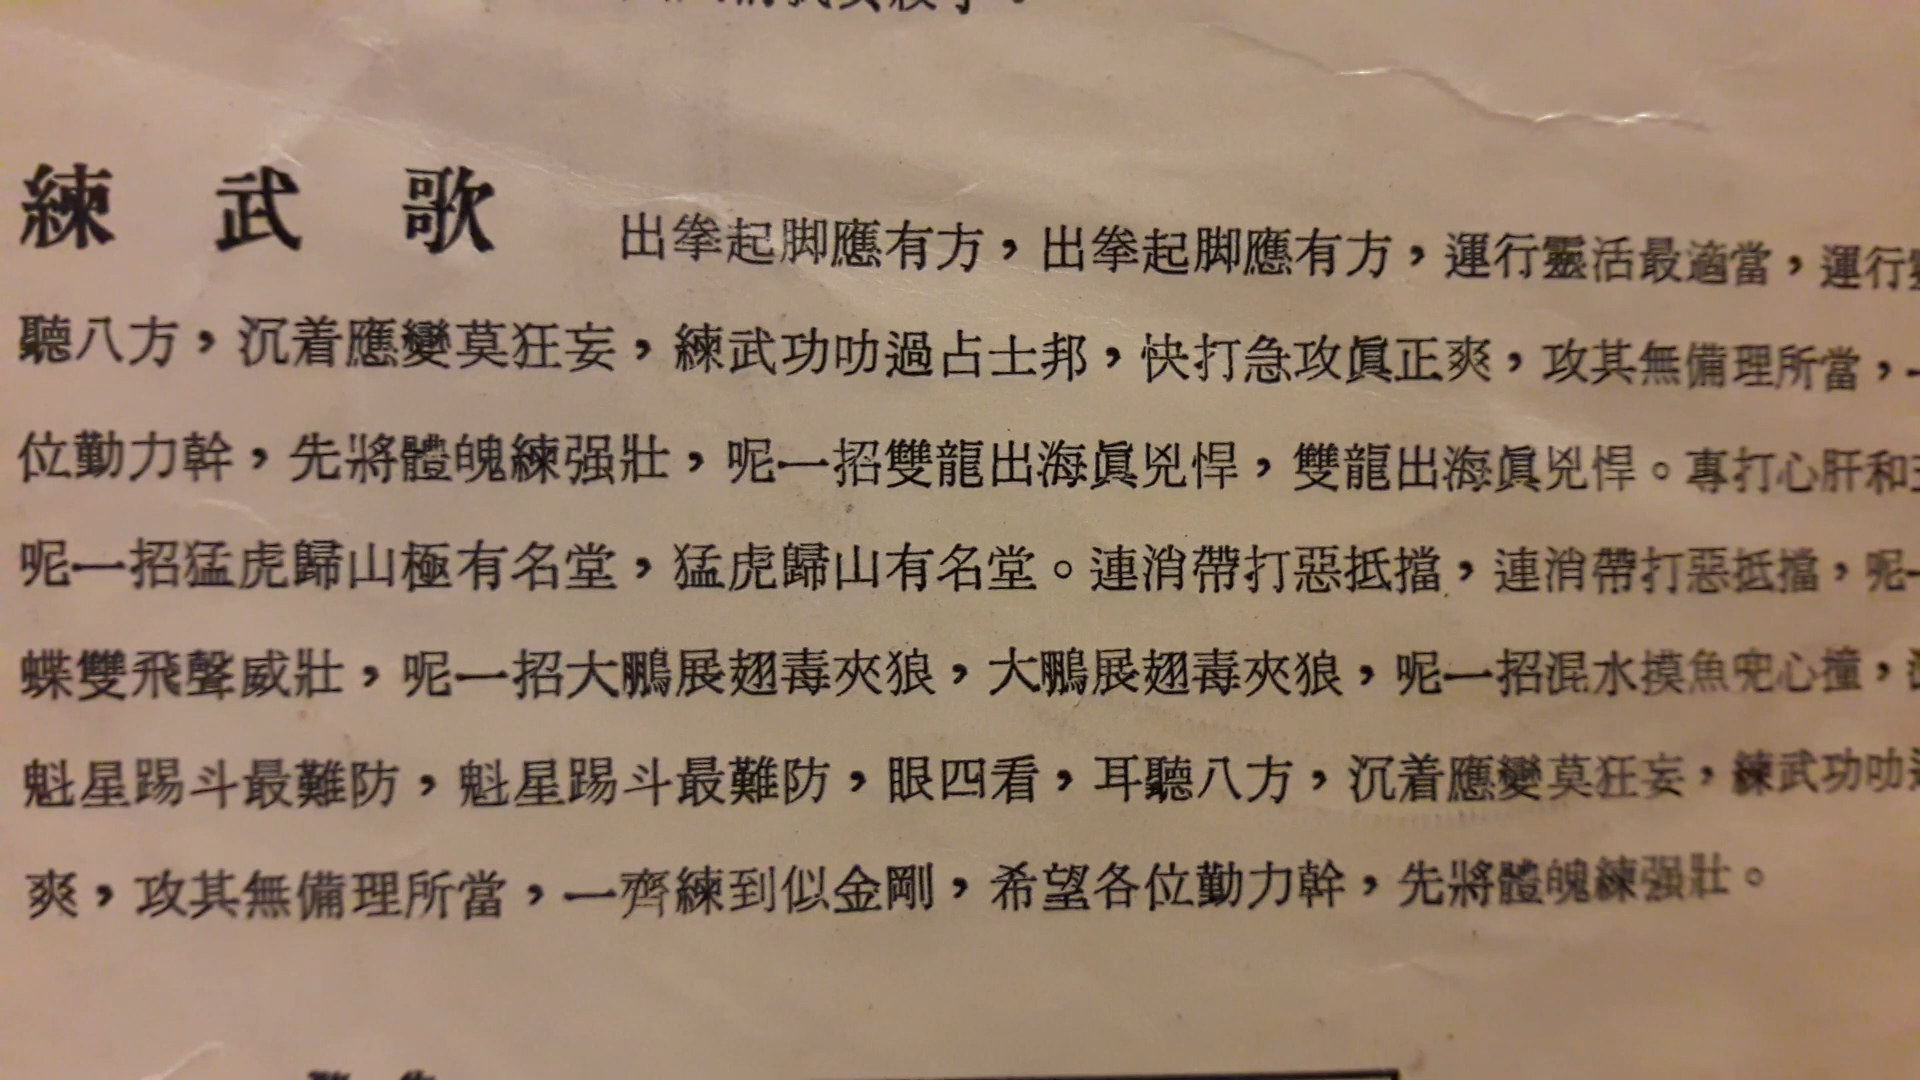 練武歌 出拳起脚應有方，出拳起脚應有方，運行靈活最適當，運行
聽八方，沉着應變莫狂妄，練武功叻過占士邦，快打急攻眞正爽，攻其無備理所當，一
位勤力幹，先將體魄練强壯，呢一招雙龍出海眞兇悍，雙龍出海眞兇悍。專打心肝和
呢一招猛虎歸山極有名堂，猛虎歸山有名堂。連消帶打惡抵擋，連消帶打惡抵擋，呢一
蝶雙飛聲威壯，呢一招大鵬展翅毒夾狼，大鵬展翅毒夾狼，呢一招混水摸魚兜心撞，
魁星踢斗最難防，魁星踢斗最難防，眼四看，耳聽八方，沉着應變莫狂妄，練武功叻
爽，攻其無備理所當，一齊練到似金剛，希望各位勤力幹，先將體魄練强壯。